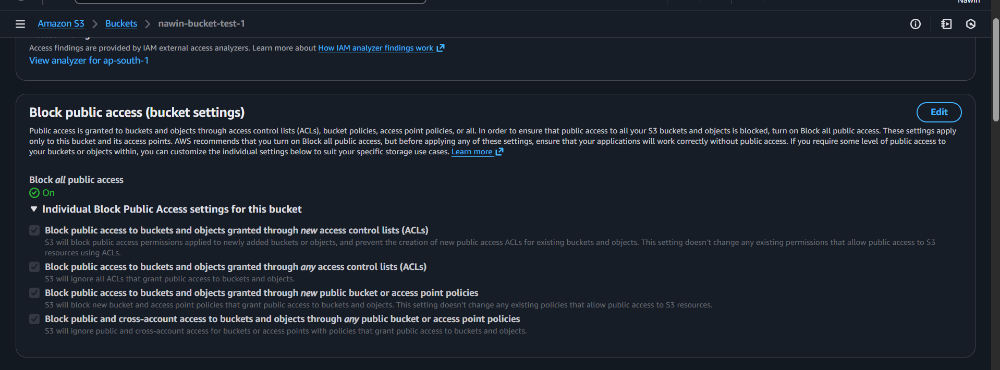 Nawin
Amazon S3 > Buckets > nawin-bucket-test-1
Access findings are provided by IAM external access analyzers. Learn more about How IAM analyzer findings work
View analyzer for ap-south-1
Block public access (bucket settings)
Edit
Public access is granted to buckets and objects through access control lists (ACLs), bucket policies, access point policies, or all. In order to ensure that public access to all your S3 buckets and objects is blocked, turn on Block all public access. These settings apply
only to this bucket and its access points. AWS recommends that you turn on Block all public access, but before applying any of these settings, ensure that your applications will work correctly without public access. If you require some level of public access to
your buckets or objects within, you can customize the individual settings below to suit your specific storage use cases. Learn more
Block all public access
On
Individual Block Public Access settings for this bucket
Block public access to buckets and objects granted through new access control lists (ACLs)
S3 will block public access permissions applied to newly added buckets or objects, and prevent the creation of new public access ACLs for existing buckets and objects. This setting doesn't change any existing permissions that allow public access to S3
resources using ACLs.
Block public access to buckets and objects granted through any access control lists (ACLs)
S3 will ignore all ACLs that grant public access to buckets and objects.
Block public access to buckets and objects granted through new public bucket or access point policies
S3 will block new bucket and access point policies that grant public access to buckets and objects. This setting doesn't change any existing policies that allow public access to S3 resources.
Block public and cross-account access to buckets and objects through any public bucket or access point policies
S3 will ignore public and cross-account access for buckets or access points with policies that grant public access to buckets and objects.